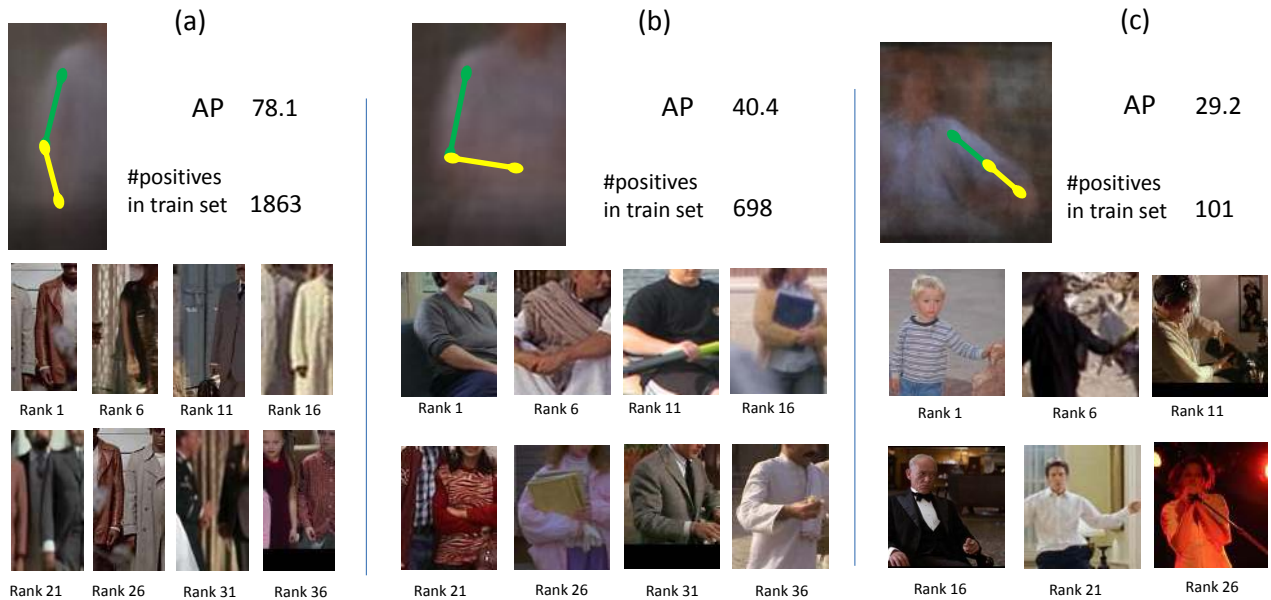 (a)
AP 78.1
#positives
in train set 1863
Rank 1 Rank 6 Rank 11 Rank 16
Rank 21 Rank 26 Rank 31 Rank 36
(b)
AP 40.4
#positives
in train set 698
Rank 1 Rank 6 Rank 11 Rank 16
Rank 21 Rank 26 Rank 31 Rank 36
(c)
AP 29.2
#positives
in train set 101
Rank 1 Rank 6 Rank 11
Rank 16 Rank 21 Rank 26